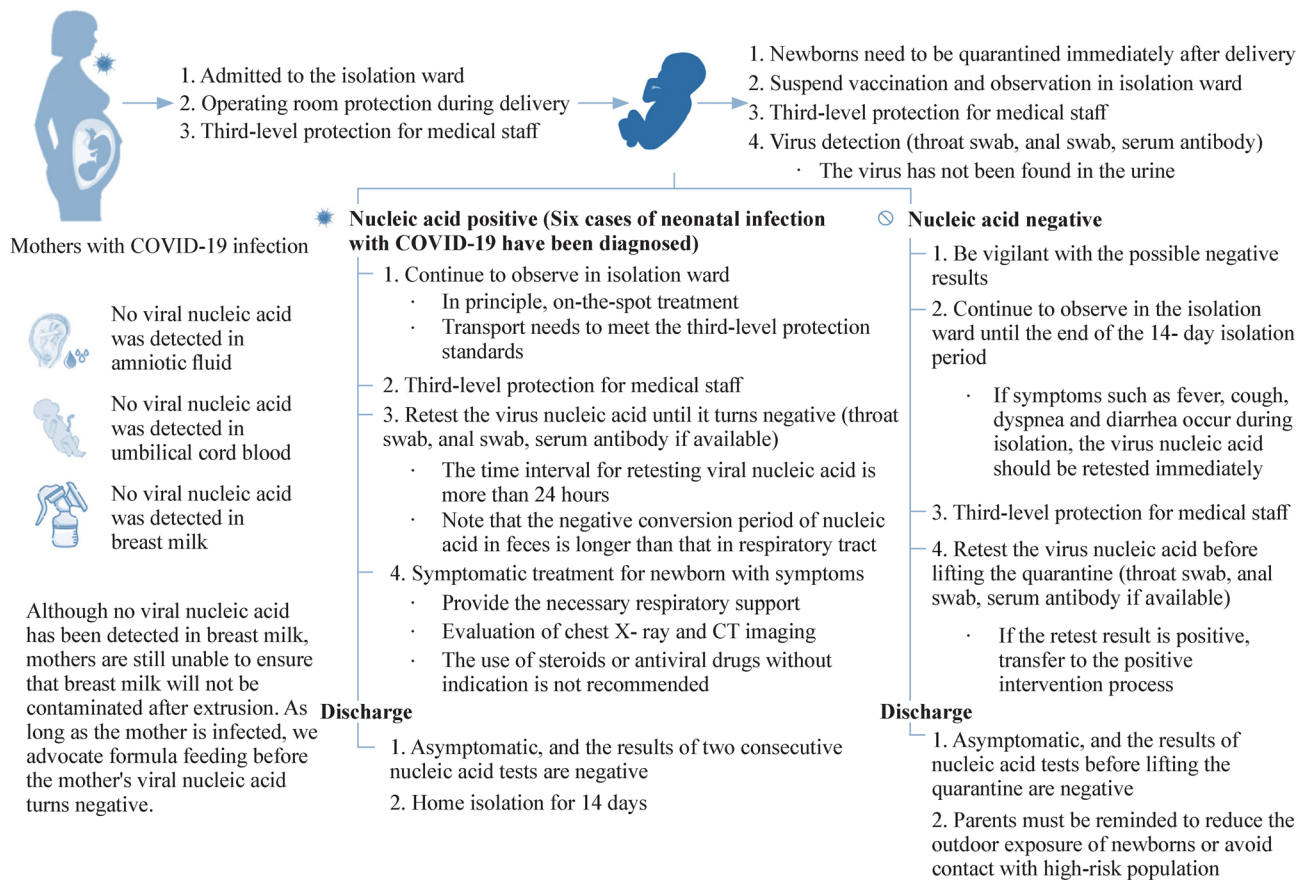 1. Admitted to the isolation ward
2. Operating room protection during delivery
3. Third-level protection for medical staff
1. Newborns need to be quarantined immediately after delivery
2. Suspend vaccination and observation in isolation ward
3. Third-level protection for medical staff
4. Virus detection (throat swab, anal swab, serum antibody)
· The virus has not been found in the urine
Mothers with COVID-19 infection
No viral nucleic acid
was detected in
amniotic fluid
No viral nucleic acid
was detected in
umbilical cord blood
No viral nucleic acid
was detected in
breast milk
Although no viral nucleic acid
has been detected in breast milk,
mothers are still unable to ensure
that breast milk will not be
contaminated after extrusion. As
long as the mother is infected, we
advocate formula feeding before
the mother's viral nucleic acid
turns negative.
Nucleic acid positive (Six cases of neonatal infection
with COVID-19 have been diagnosed)
1. Continue to observe in isolation ward
· In principle, on-the-spot treatment
· Transport needs to meet the third-level protection
standards
2. Third-level protection for medical staff
3. Retest the virus nucleic acid until it turns negative (throat
swab, anal swab, serum antibody if available)
· The time interval for retesting viral nucleic acid is
more than 24 hours
· Note that the negative conversion period of nucleic
acid in feces is longer than that in respiratory tract
4. Symptomatic treatment for newborn with symptoms
· Provide the necessary respiratory support
· Evaluation of chest X- ray and CT imaging
· The use of steroids or antiviral drugs without
indication is not recommended
Discharge
1. Asymptomatic, and the results of two consecutive
nucleic acid tests are negative
2. Home isolation for 14 days
Nucleic acid negative
1. Be vigilant with the possible negative
results
2. Continue to observe in the isolation
ward until the end of the 14- day isolation
period
· If symptoms such as fever, cough,
dyspnea and diarrhea occur during
isolation, the virus nucleic acid
should be retested immediately
3. Third-level protection for medical staff
4. Retest the virus nucleic acid before
lifting the quarantine (throat swab, anal
swab, serum antibody if available)
· If the retest result is positive,
transfer to the positive
intervention process
Discharge
1. Asymptomatic, and the results of
nucleic acid tests before lifting the
quarantine are negative
2. Parents must be reminded to reduce the
outdoor exposure of newborns or avoid
contact with high-risk population